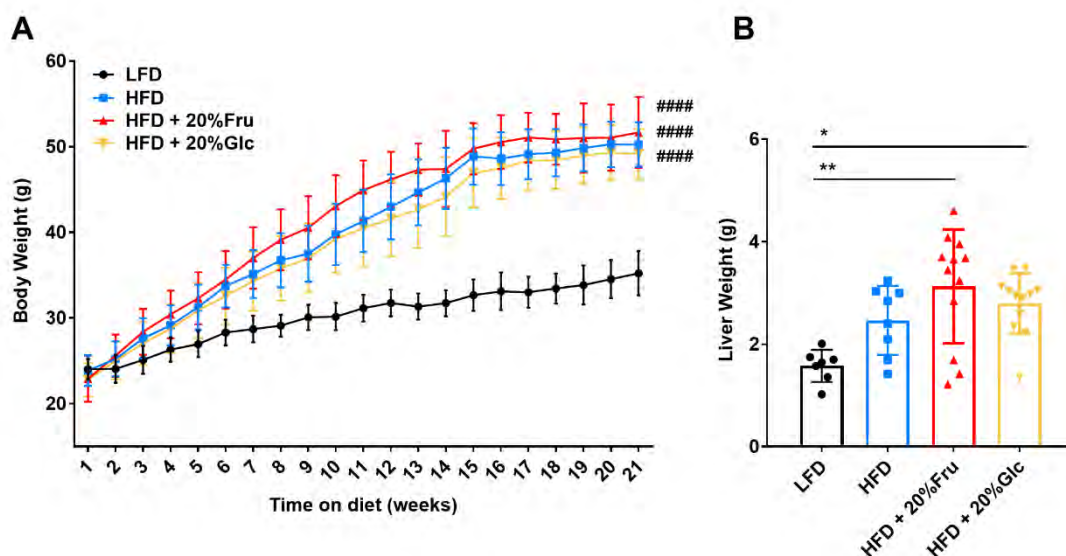 A
Body Weight (g)
60
50
40
30
20
LFD
HFD
HFD + 20%Fru
HFD + 20%Glc
####
####
####
1 2 3 4 5 6 7 8 9 10 11 12 13 14 15 16 17 18 19 20 21
Time on diet (weeks)
B
Liver Weight (g)
6
4
2
0
*
**
LFD
HFD
HFD + 20%Fru
HFD + 20%Glc